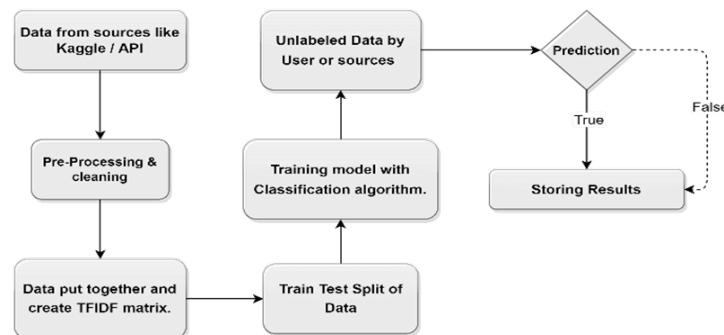 Data from sources like
Kaggle / API
Pre-Processing &
cleaning
Data put together and
create TFIDF matrix.
Train Test Split of
Data
Training model with
Classification algorithm.
Unlabeled Data by
User or sources
Prediction
True
False
Storing Results